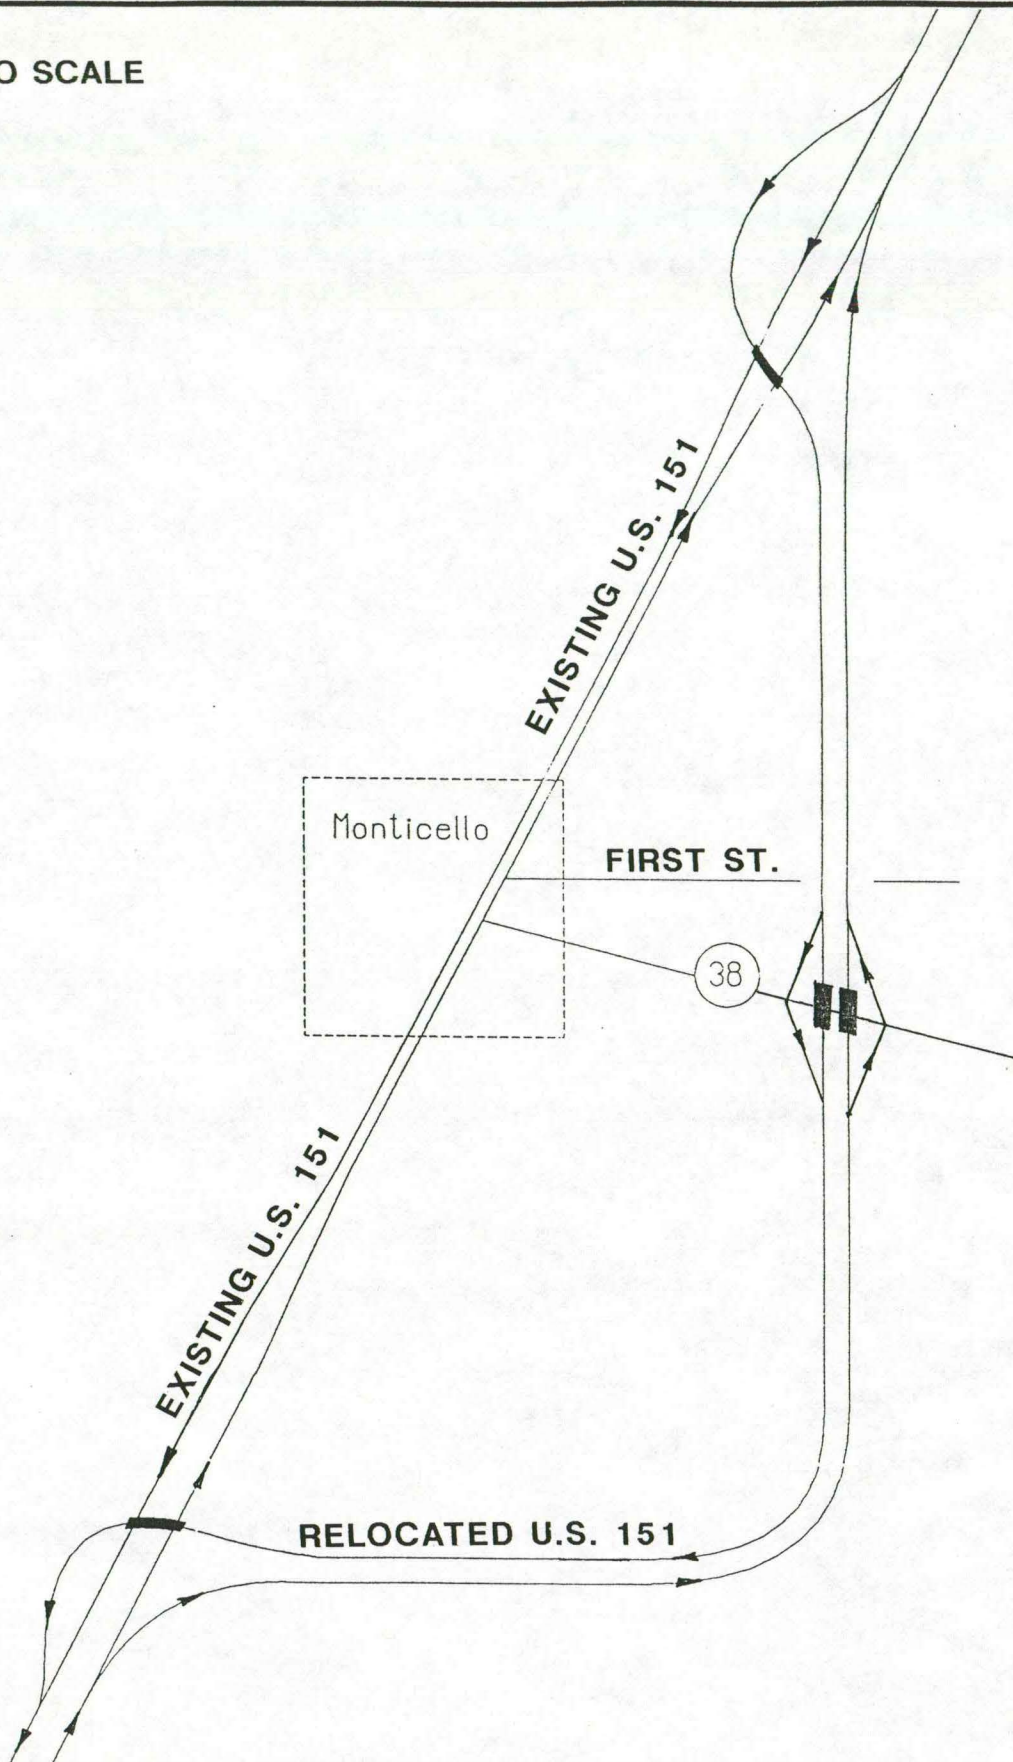 O SCALE
EXISTING U.S. 151
Monticello
FIRST ST.
38
EXISTING U.S. 151
RELOCATED U.S. 151